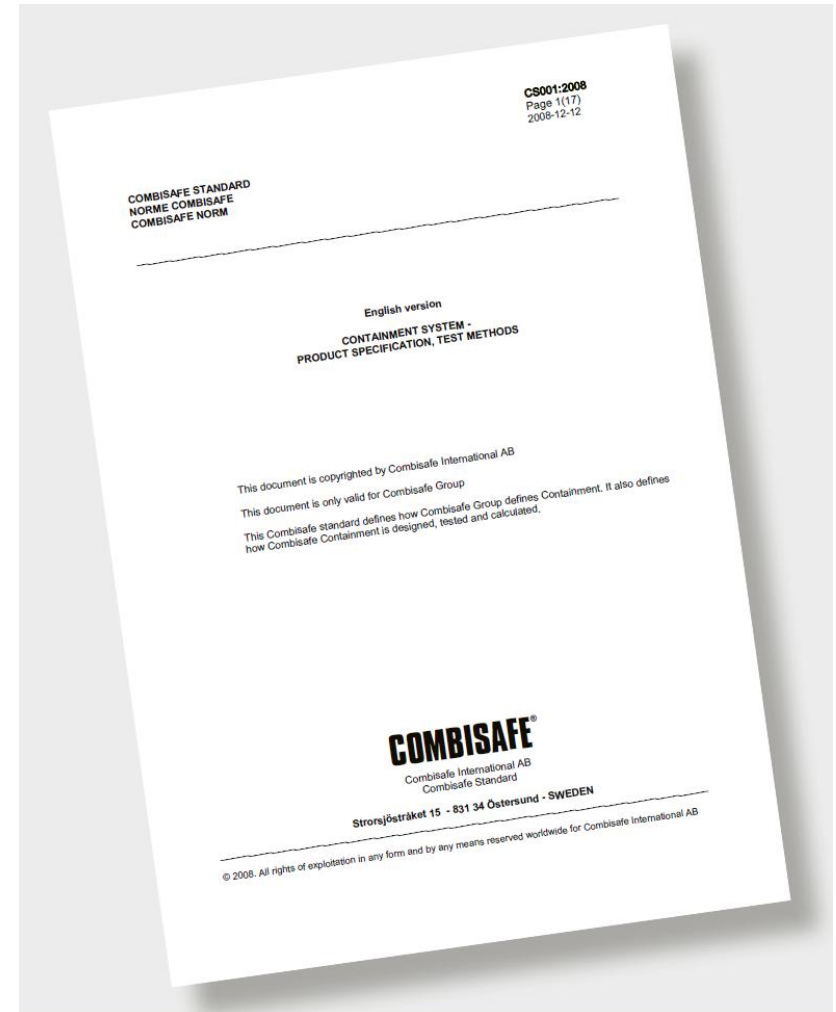 CS001:2008
Page 1(17)
2008-12-12
COMBISAFE STANDARD
NORME COMBISAFE
COMBISAFE NORM
English version
CONTAINMENT SYSTEM -
PRODUCT SPECIFICATION, TEST METHODS
This document is copyrighted by Combisafe International AB
This document is only valid for Combisafe Group
This Combisafe standard defines how Combisafe Group defines Containment. It also defines
how Combisafe Containment is designed, tested and calculated.
COMBISAFE®
Combisafe International AB
Combisafe Standard
Strorsjöstråket 15 - 831 34 Östersund - SWEDEN
© 2008. All rights of exploitation in any form and by any means reserved worldwide for Combisafe International AB